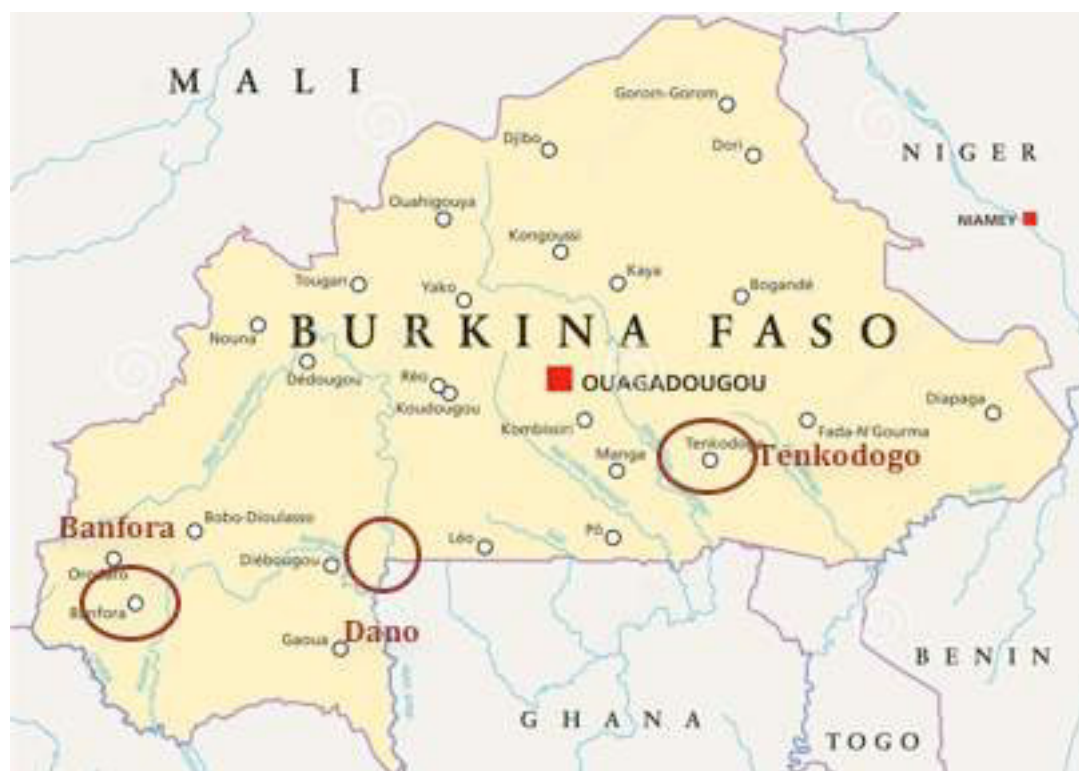 MALI
Gorom-Gorom
Djibo
Dori
NIGER
Ouahigouya
NIAMEY
Kongoussi
Kaya
Tougan
Yako
Bogandé
BURKINA FASO
Nouna
Dédougou
Réo
OUAGADOUGOU
Koudougou
Diapaga
Kombissiri
Fada-N'Gourma
Tenkodogo
Manga
Tenkodogo
Banfora
Bobo-Dioulasso
Pô
Léo
Diébougou
Orodara
Banfora
Dano
Gaoua
BENIN
GHANA
TOGO